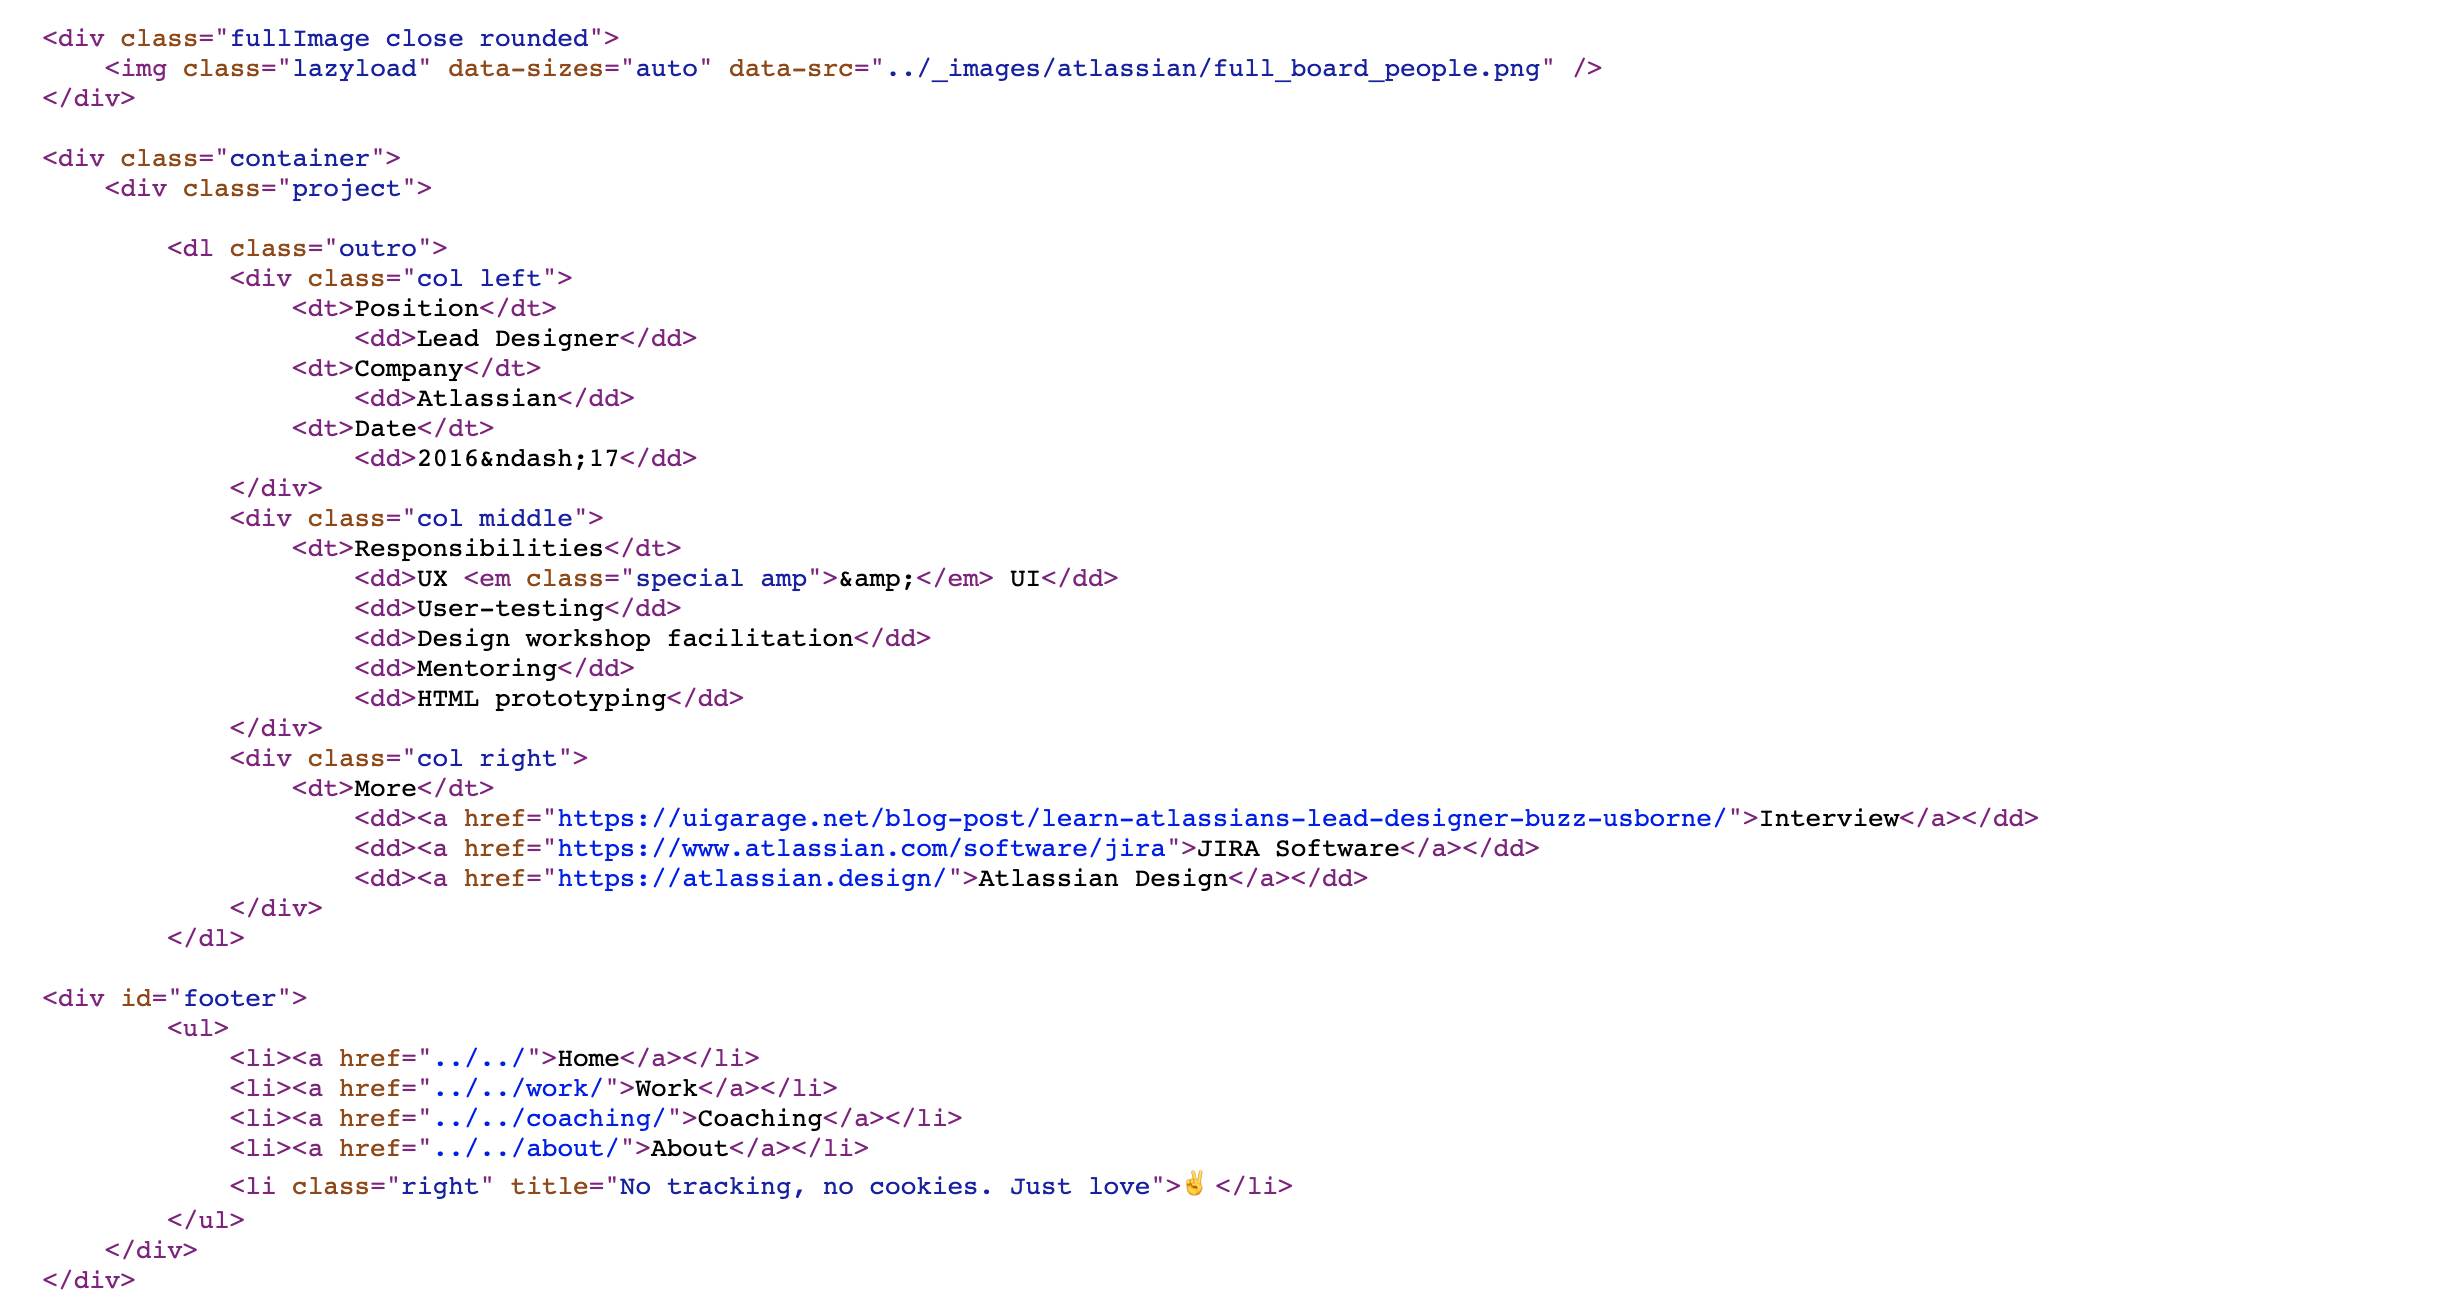 <div class="fullImage close rounded">
    <img class="lazyload" data-sizes="auto" data-src="../_images/atlassian/full_board_people.png" />
</div>

<div class="container">
    <div class="project">

        <dl class="outro">
            <div class="col left">
                <dt>Position</dt>
                    <dd>Lead Designer</dd>
                <dt>Company</dt>
                    <dd>Atlassian</dd>
                <dt>Date</dt>
                    <dd>2016&ndash;17</dd>
            </div>
            <div class="col middle">
                <dt>Responsibilities</dt>
                    <dd>UX <em class="special amp">&amp;</em> UI</dd>
                    <dd>User-testing</dd>
                    <dd>Design workshop facilitation</dd>
                    <dd>Mentoring</dd>
                    <dd>HTML prototyping</dd>
            </div>
            <div class="col right">
                <dt>More</dt>
                    <dd><a href="https://uigarage.net/blog-post/learn-atlassians-lead-designer-buzz-usborne/">Interview</a></dd>
                    <dd><a href="https://www.atlassian.com/software/jira">JIRA Software</a></dd>
                    <dd><a href="https://atlassian.design/">Atlassian Design</a></dd>
            </div>
        </dl>

<div id="footer">
        <ul>
            <li><a href="../../">Home</a></li>
            <li><a href="../../work/">Work</a></li>
            <li><a href="../../coaching/">Coaching</a></li>
            <li><a href="../../about/">About</a></li>
            <li class="right" title="No tracking, no cookies. Just love">✌️</li>
        </ul>
    </div>
</div>